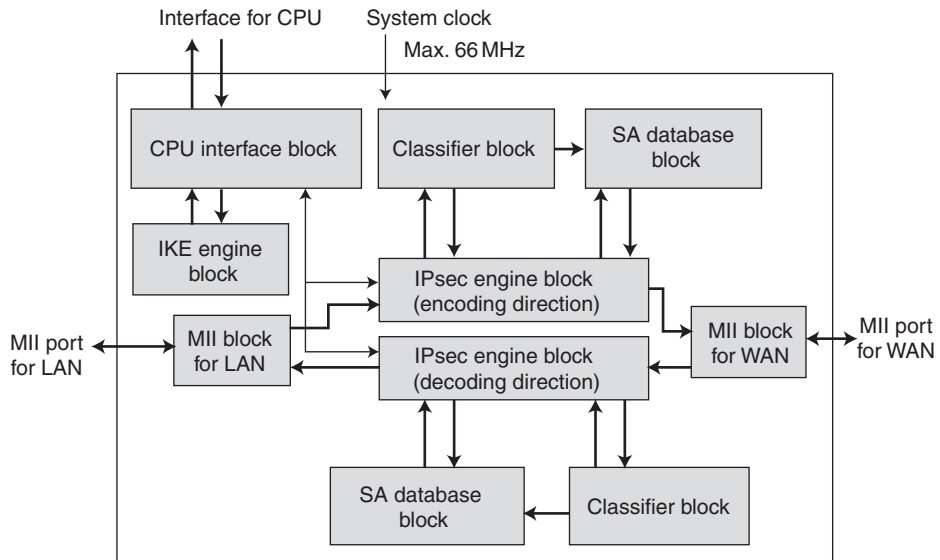 Interface for CPU
System clock
Max. 66 MHz
CPU interface block
Classifier block
SA database
block
IKE engine
block
IPsec engine block
(encoding direction)
MII port
for LAN
MII block
for LAN
MII block
for WAN
MII port
for WAN
IPsec engine block
(decoding direction)
SA database
block
Classifier block